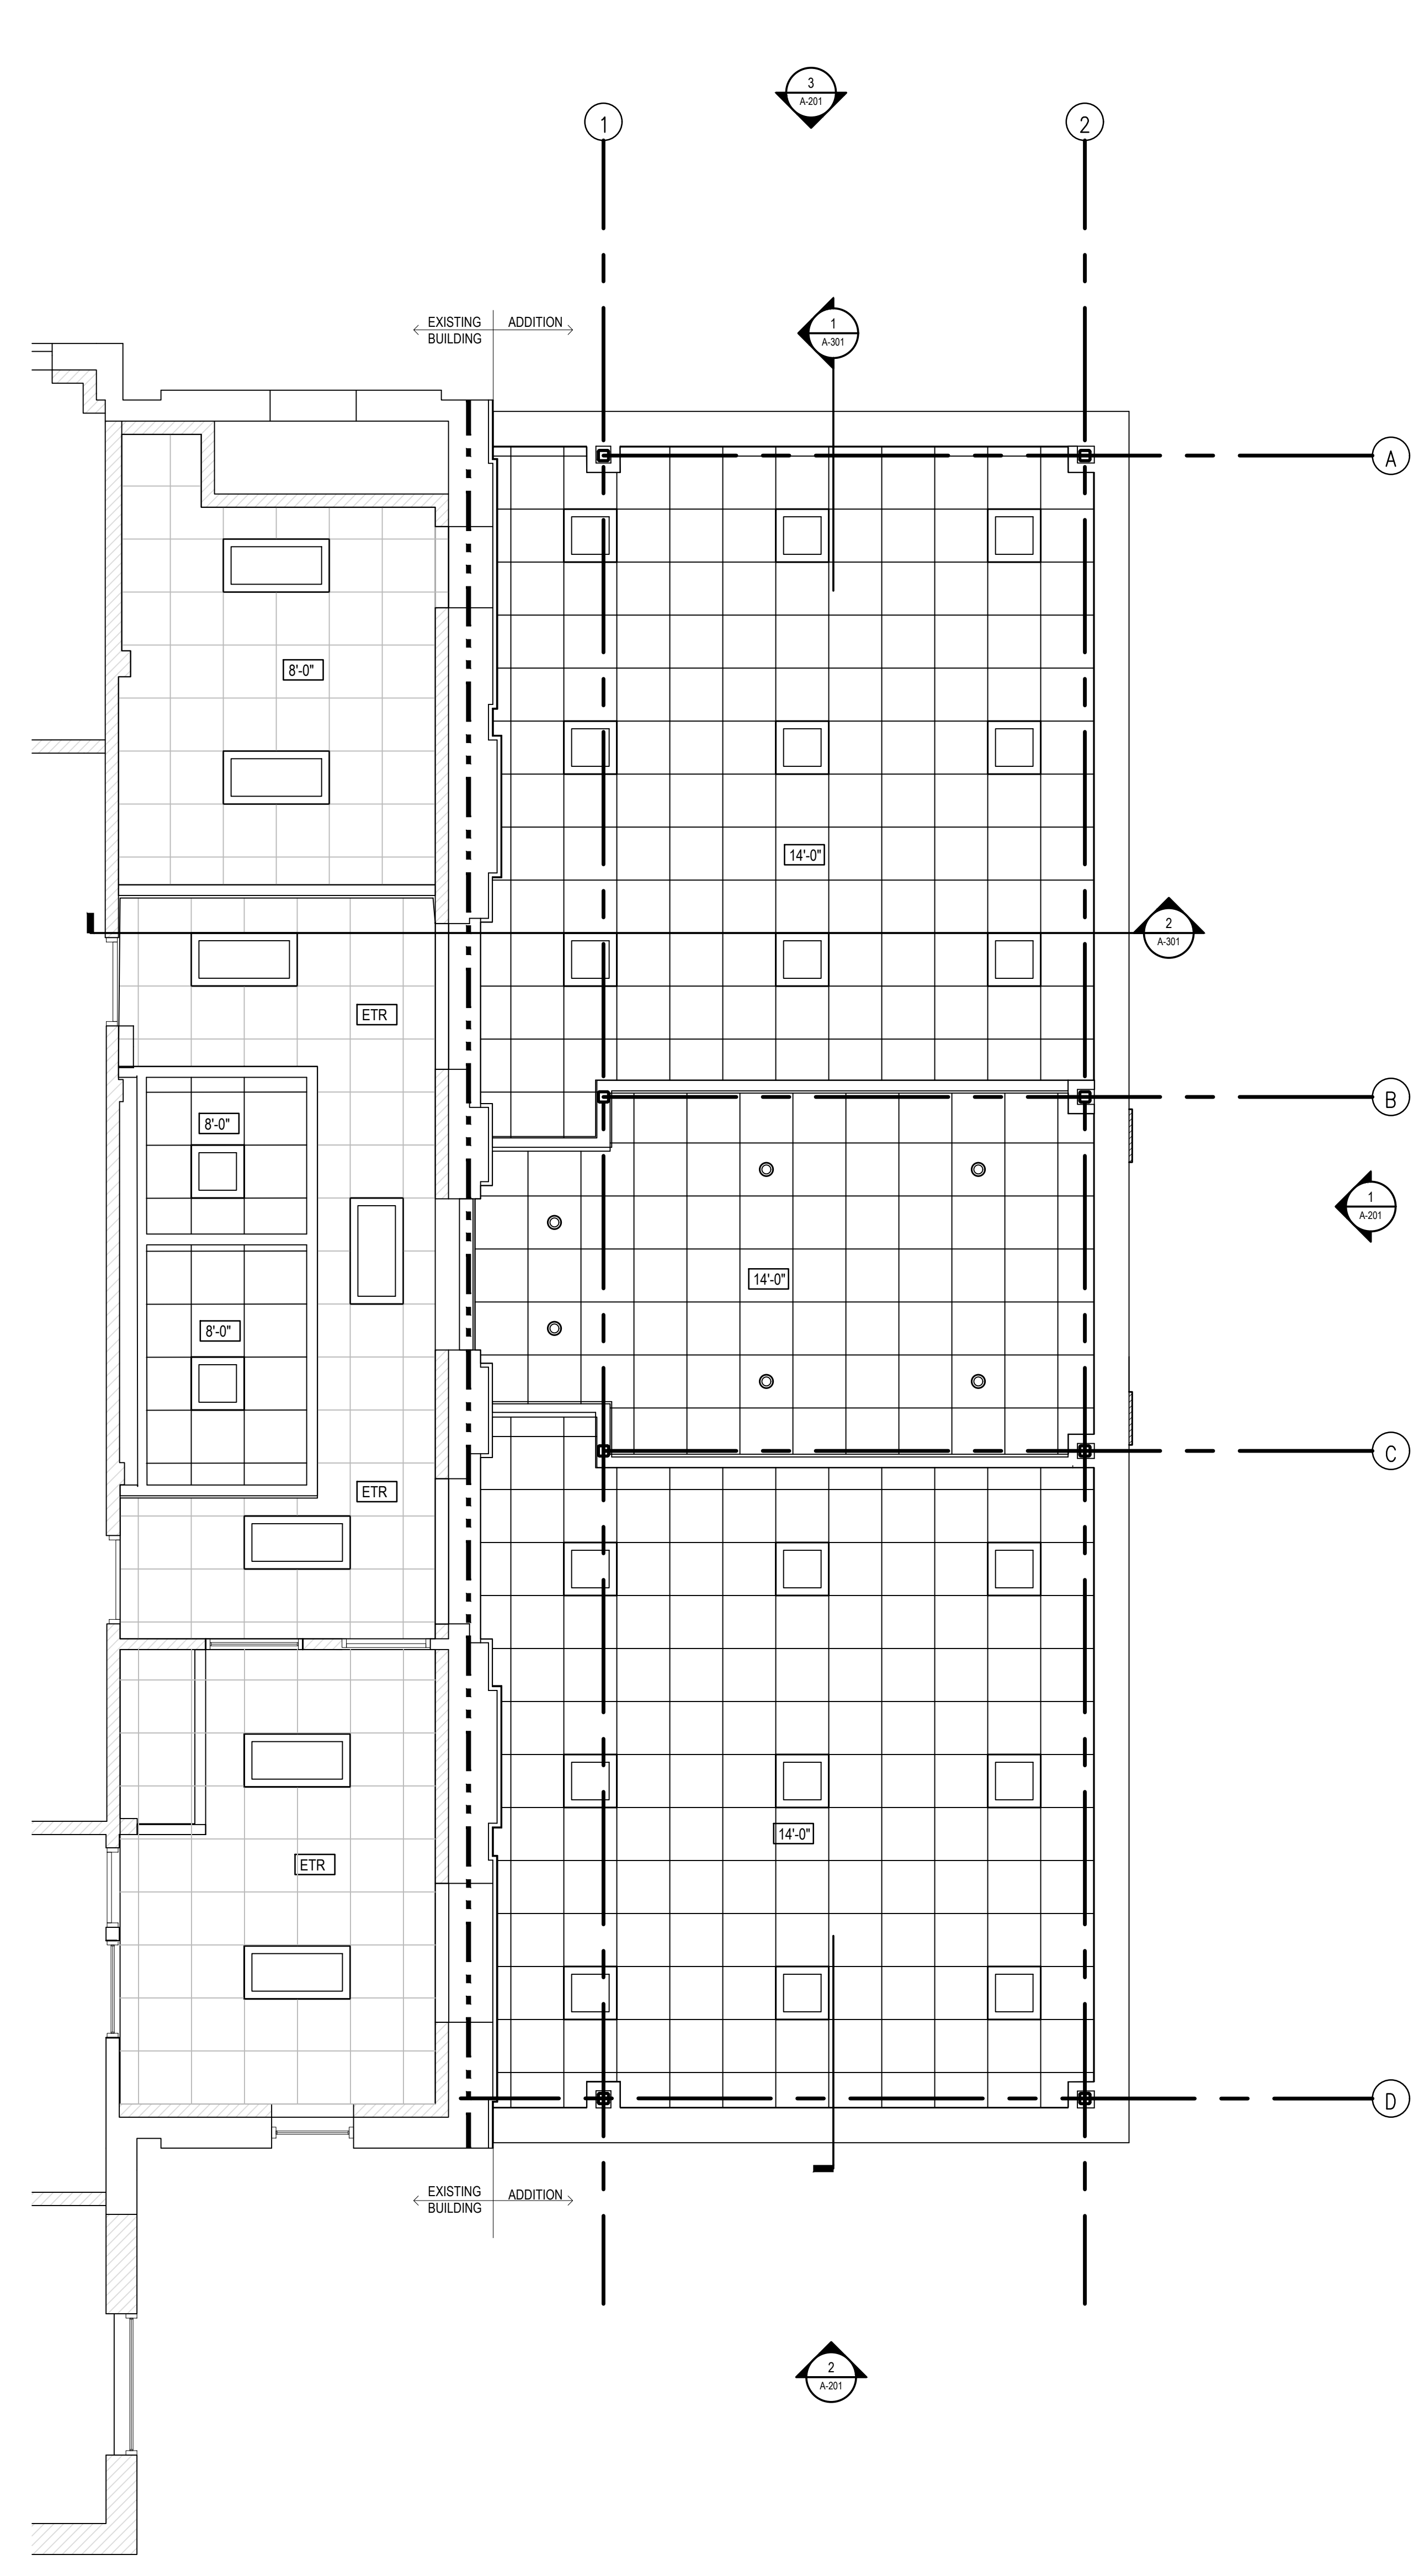 3
A-201
1
2
1
A-301
EXISTING
BUILDING
ADDITION
A
8'-0"
14'-0"
2
A-301
ETR
B
8'-0"
1
A-201
14'-0"
8'-0"
C
ETR
14'-0"
ETR
D
EXISTING
BUILDING
ADDITION
2
A-201